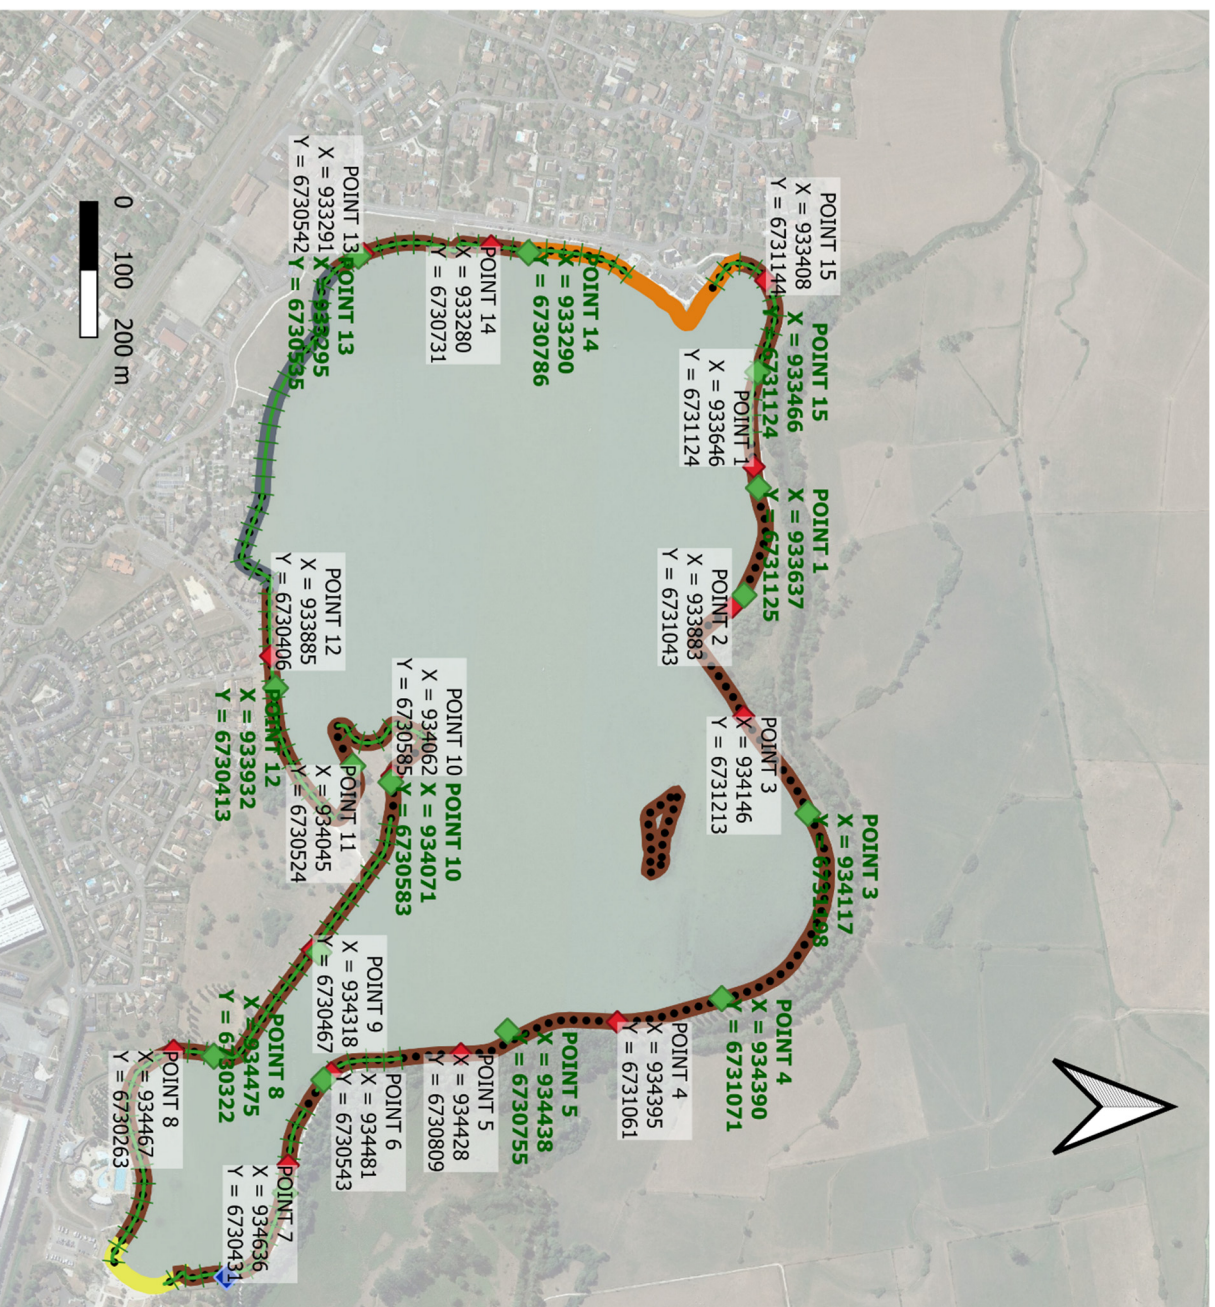 POINT 15
X = 933408
Y = 6731144
POINT 15
X = 933466
Y = 6731124
POINT 1
X = 933646
Y = 6731124
POINT 1
X = 933637
Y = 6731125
POINT 2
X = 933883
Y = 6731043
POINT 3
X = 934146
Y = 6731213
POINT 3
X = 934117
POINT 4
X = 934390
Y = 6731071
POINT 4
X = 934395
Y = 6731061
POINT 5
X = 934438
Y = 6730755
POINT 5
X = 934428
Y = 6730809
POINT 6
X = 934481
Y = 6730543
POINT 7
X = 934636
Y = 6730431
POINT 8
X = 934475
Y = 6730322
POINT 8
X = 934467
Y = 6730263
POINT 9
X = 934318
Y = 6730467
POINT 10
X = 934062
Y = 6730585
POINT 10
X = 934071
Y = 6730583
POINT 11
X = 934045
Y = 6730524
POINT 12
X = 933885
Y = 6730406
POINT 12
X = 933932
Y = 6730413
POINT 13
X = 933291
Y = 6730542
POINT 13
X = 933295
Y = 6730535
POINT 14
X = 933280
Y = 6730731
POINT 14
X = 933290
Y = 6730786
0 100 200 m